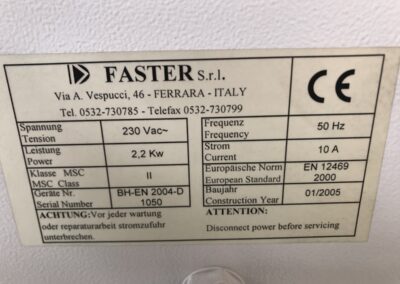 FASTER S.r.l.
Via A. Vespucci, 46 - FERRARA - ITALY
Tel. 0532-730785 - Telefax 0532-730799
CE
Spannung
Tension
230 Vac~
Frequenz
Frequency
50 Hz
Leistung
Power
2,2 Kw
Strom
Current
10 A
Klasse MSC
MSC Class
II
Europäische Norm
European Standard
EN 12469
2000
Geräte Nr.
Serial Number
BH-EN 2004-D
1050
Baujahr
Construction Year
01/2005
ACHTUNG:Vor jeder wartung
oder reparaturarbeit stromzufuhr
unterbrechen.
ATTENTION:
Disconnect power before servicing